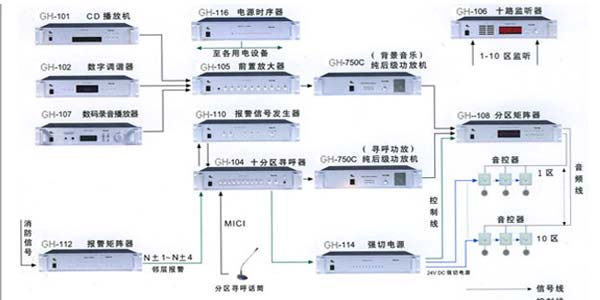 GH-101 CD 播放机
GH-116 电源时序器
GH-106 十路监听器
至各用电设备
1-10 区监听
GH-102 数字调谐器
GH-105 前置放大器
(背景音乐)
GH-750C 纯后级功放机
GH-107 数码录音播放器
GH-110 报警信号发生器
GH--108 分区矩阵器
GH-104 十分区寻呼器
(寻呼功放)
GH-750C 纯后级功放机
音控器
1 区
控制线
音频线
消防信号
MICI
音控器
10 区
GH-112 报警矩阵器
N±1~N±4
邻层报警
GH-114 强切电源
24V.DC 强切电源
分区寻呼话筒
信号线